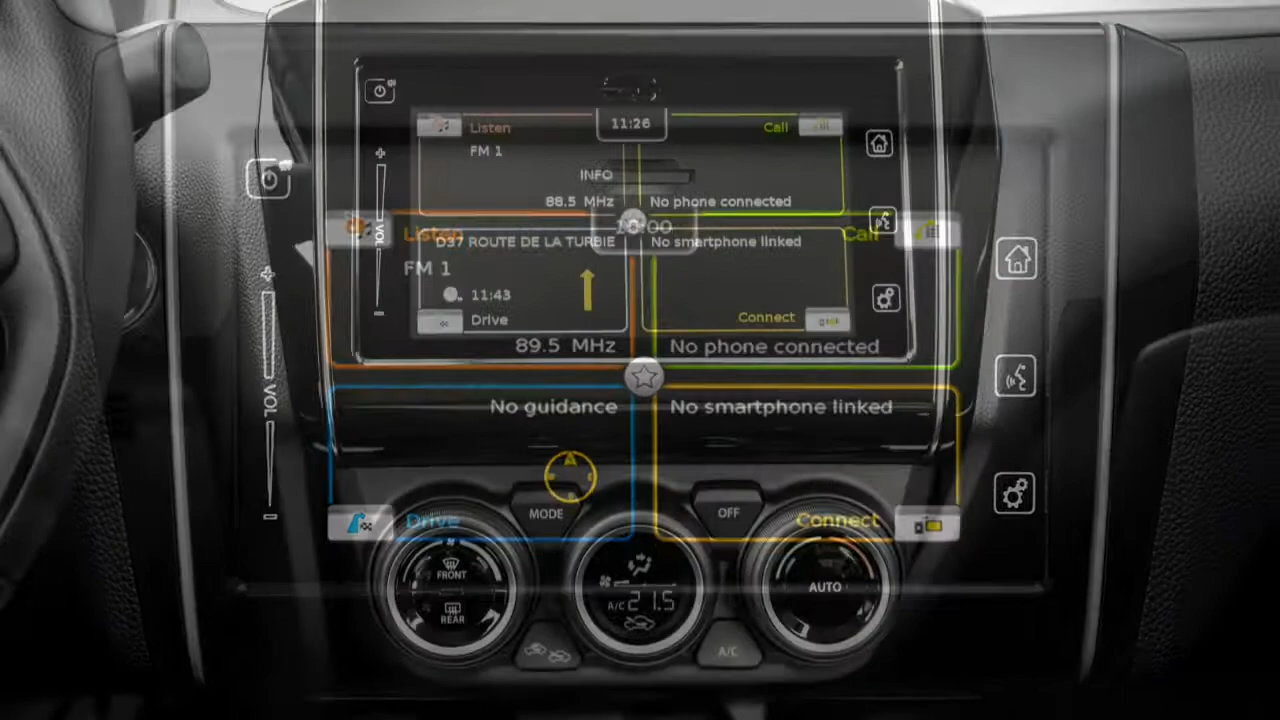 11:26
Listen
Call
FM 1
INFO
88.5 MHz
No phone connected
D37 ROUTE DE LA TURBIE
No smartphone linked
11:43
Drive
Connect
VOL
Listen
Call
FM 1
89.5 MHz
No phone connected
No guidance
No smartphone linked
Drive
Connect
VOL
MODE
OFF
FRONT
REAR
A/C 21.5
AUTO
A/C